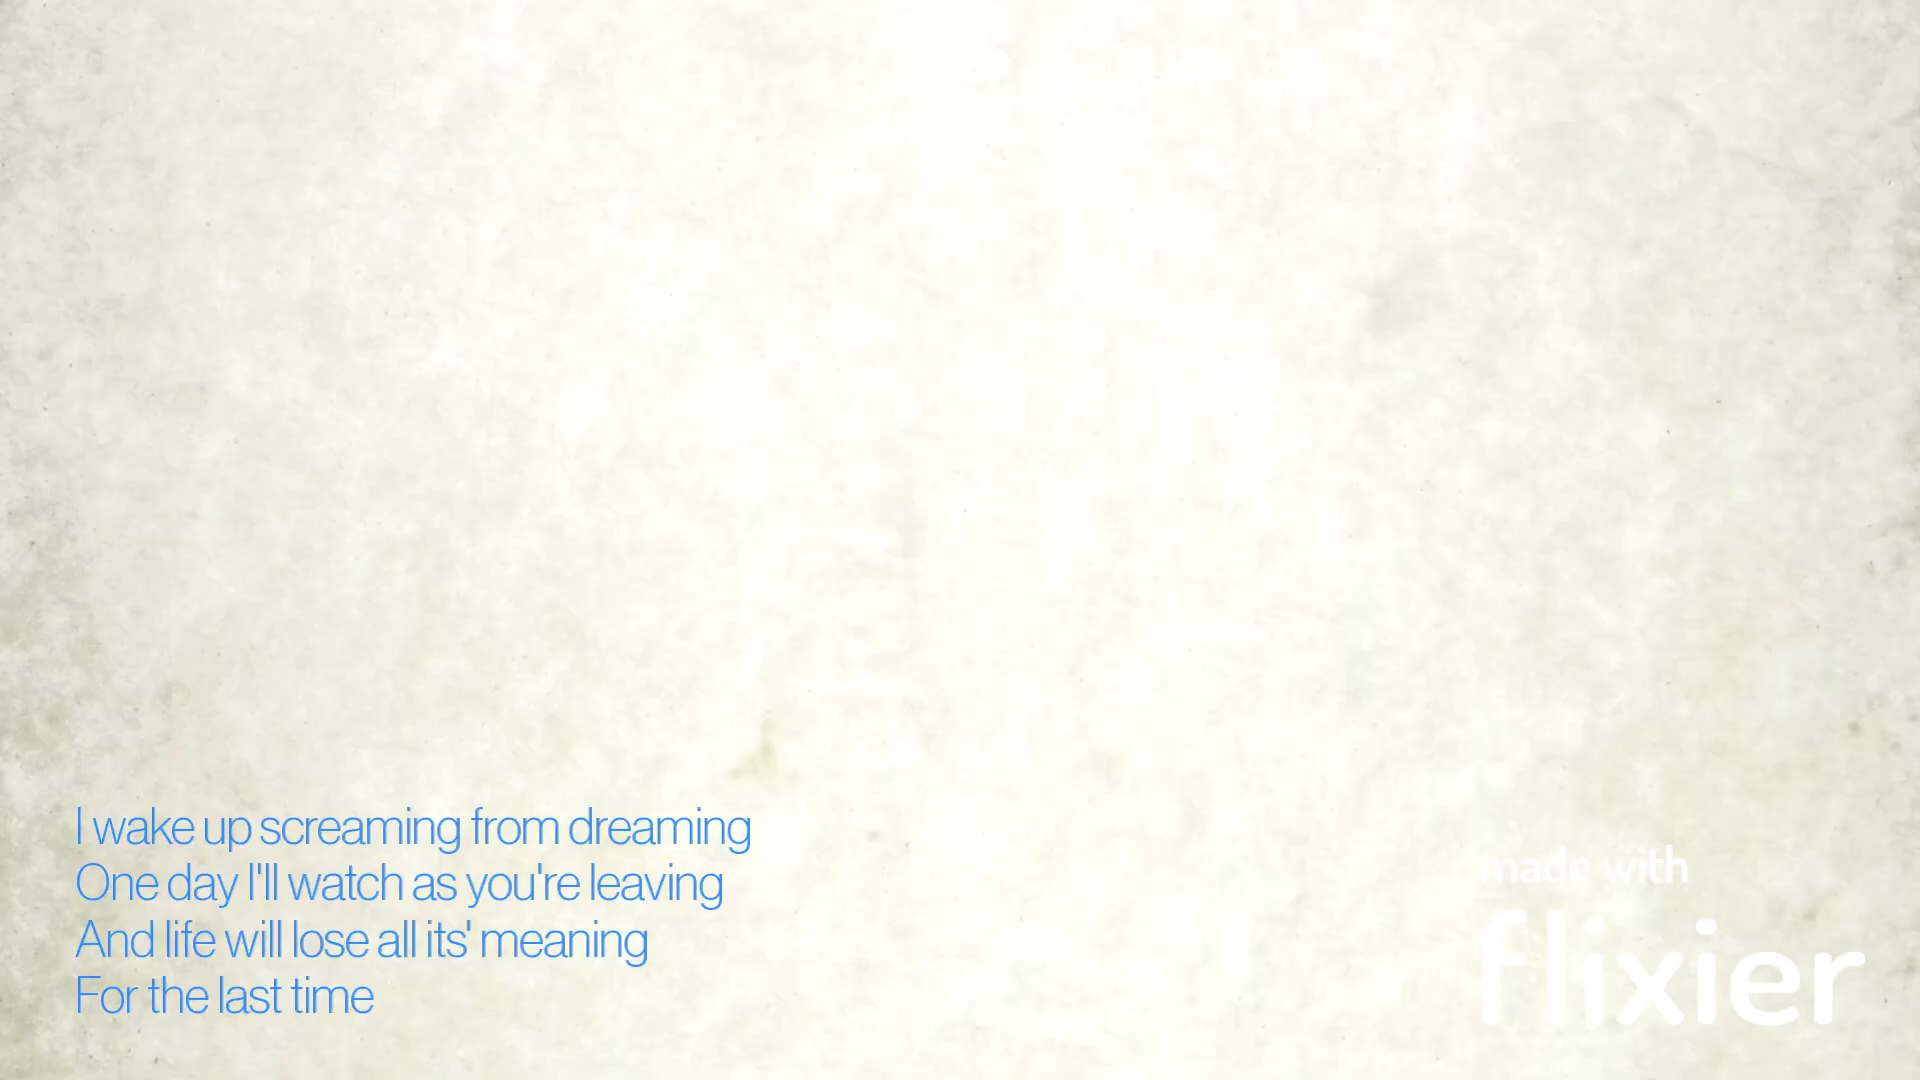 I wake up screaming from dreaming
One day I'll watch as you're leaving
And life will lose all its' meaning
For the last time
made with
flixier